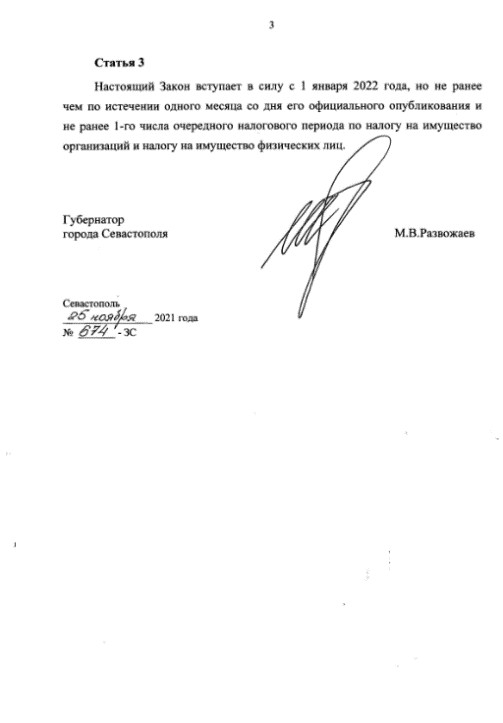 3
Статья 3
Настоящий Закон вступает в силу с 1 января 2022 года, но не ранее
чем по истечении одного месяца со дня его официального опубликования и
не ранее 1-го числа очередного налогового периода по налогу на имущество
организаций и налогу на имущество физических лиц.
Губернатор
города Севастополя
М.В.Развожаев
Севастополь
25 ноября 2021 года
№ 674 - ЗС